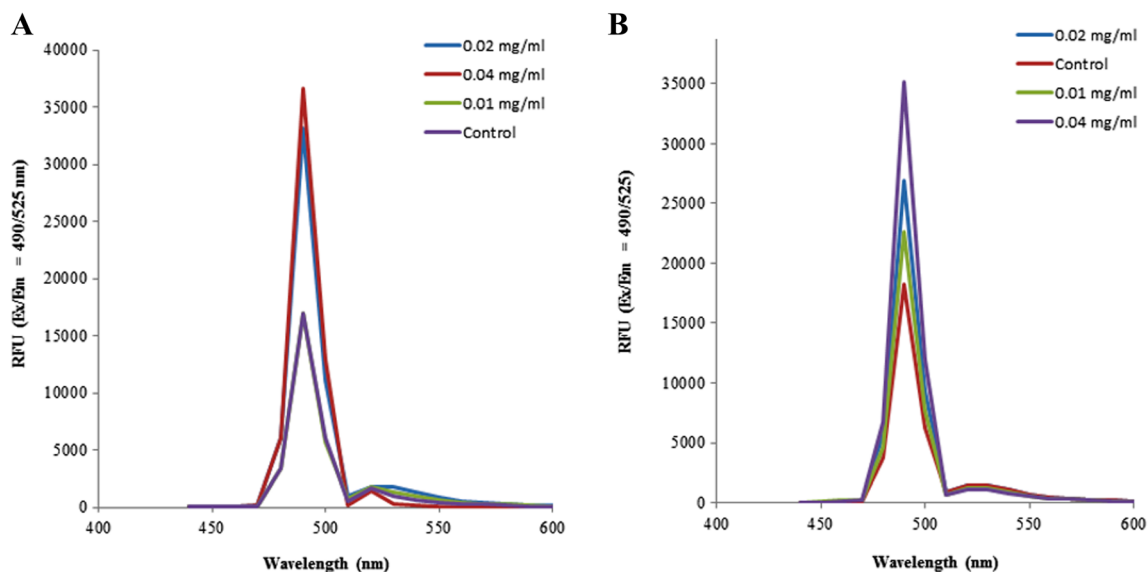 A
0.02 mg/ml
0.04 mg/ml
0.01 mg/ml
Control
RFU (Ex/Em = 490/525 nm)
40000
35000
30000
25000
20000
15000
10000
5000
0
400
450
500
550
600
Wavelength (nm)
B
0.02 mg/ml
Control
0.01 mg/ml
0.04 mg/ml
RFU (Ex/Em = 490/525)
35000
30000
25000
20000
15000
10000
5000
0
400
450
500
550
600
Wavelength (nm)